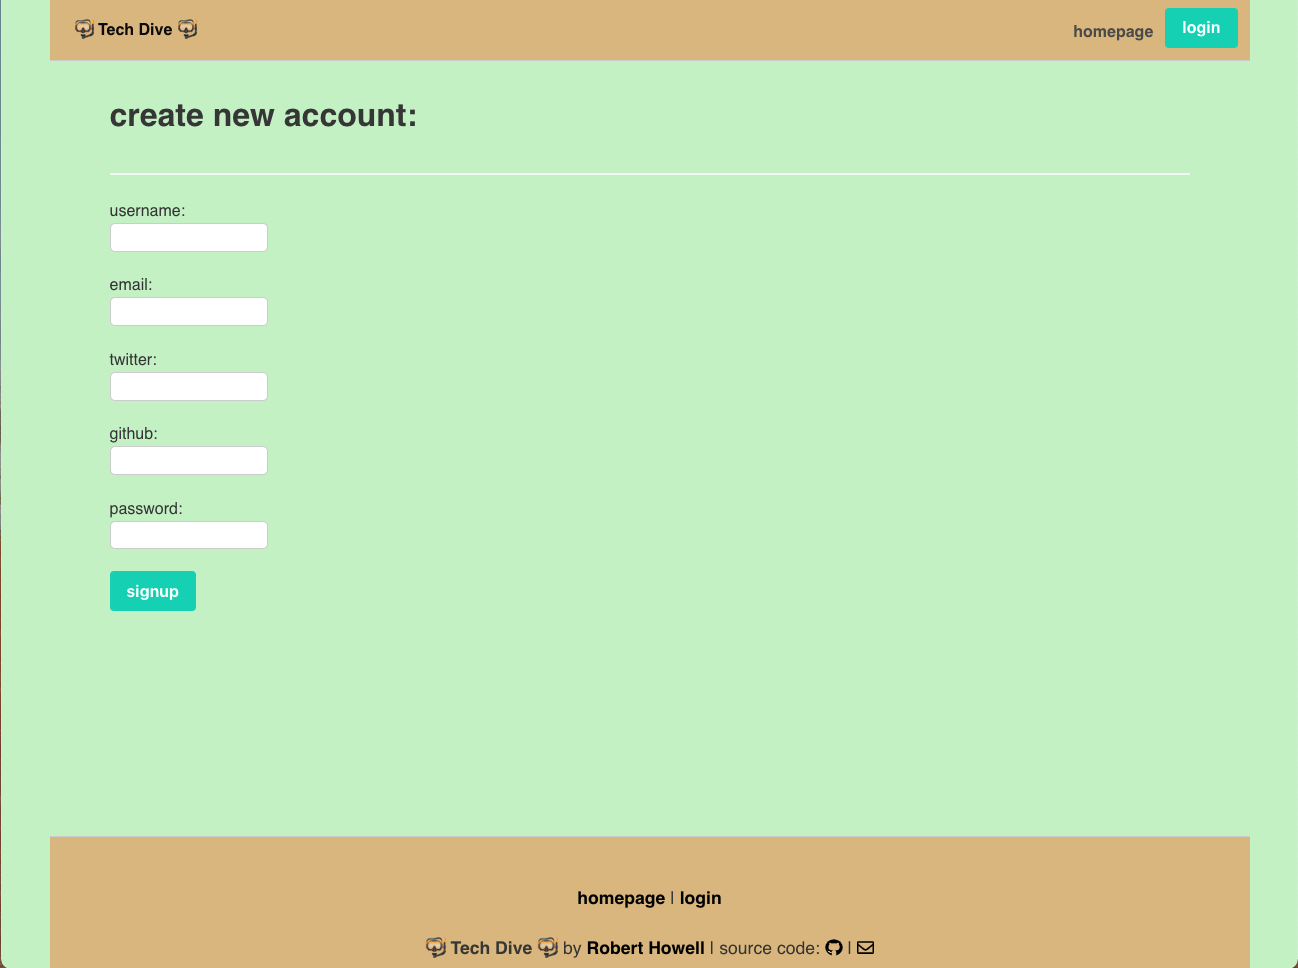 Tech Dive
homepage
login
create new account:
username:
email:
twitter:
github:
password:
signup
homepage | login
Tech Dive by Robert Howell | source code: |